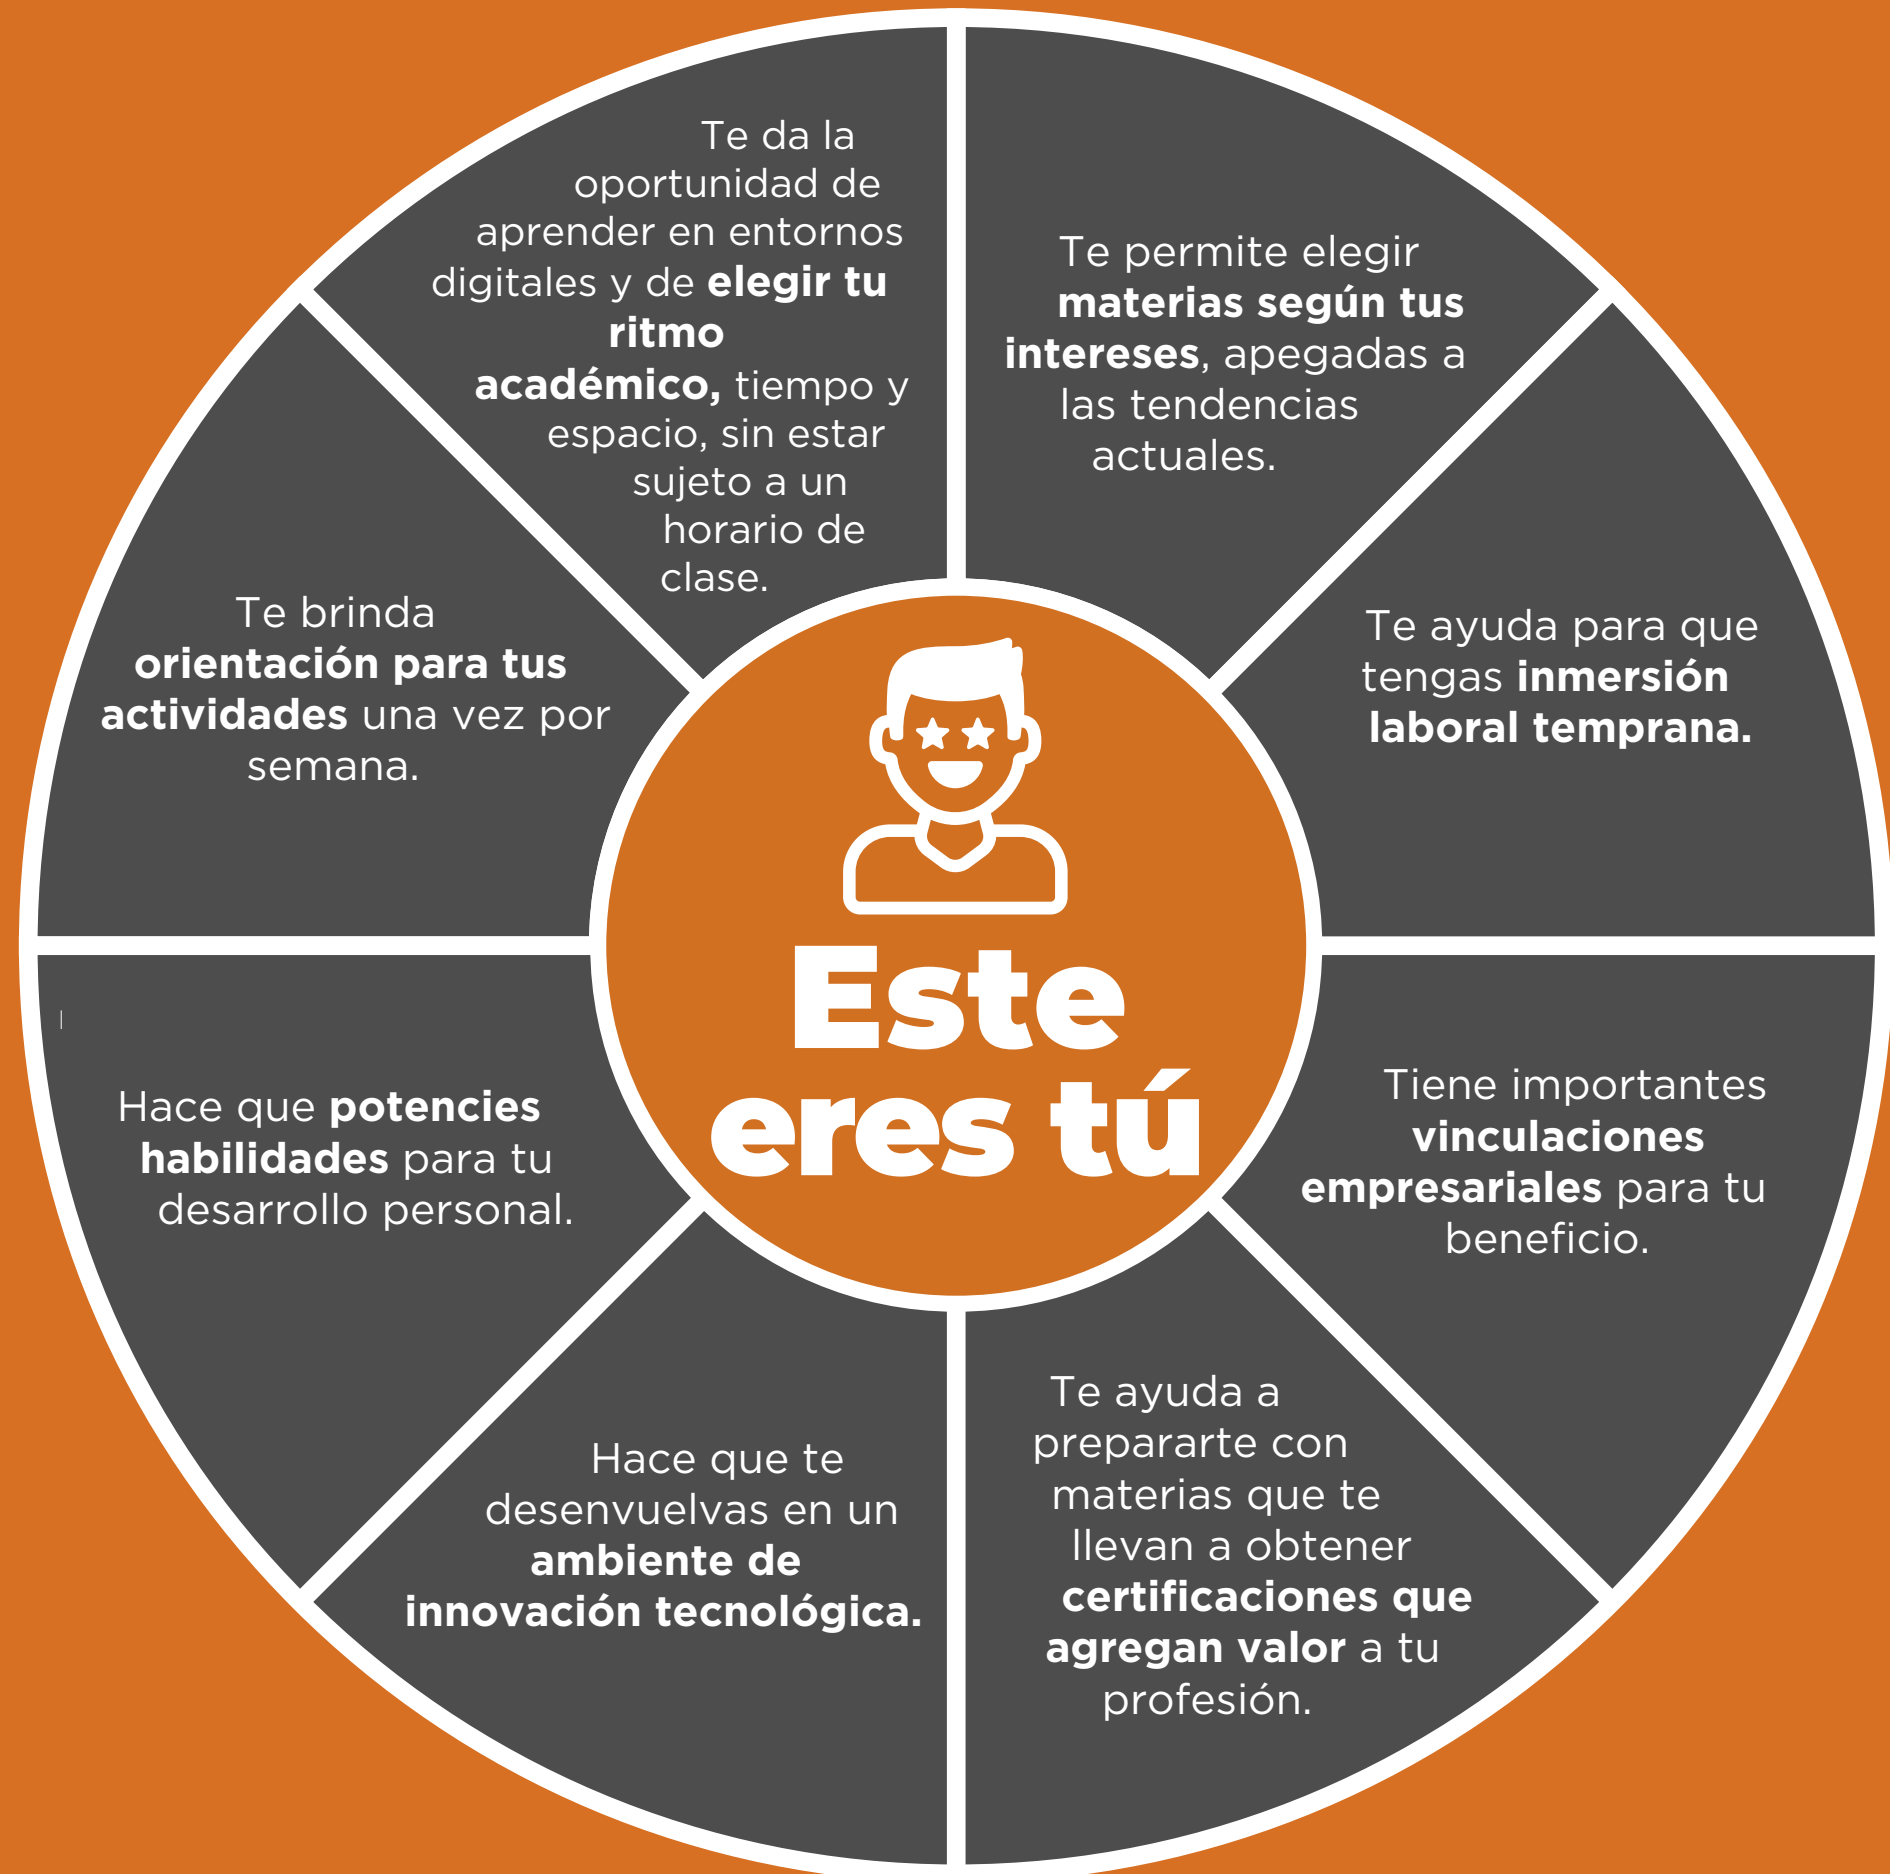 Te da la
oportunidad de
aprender en entornos
digitales y de elegir tu
ritmo
académico, tiempo y
espacio, sin estar
sujeto a un
horario de
clase.
Te permite elegir
materias según tus
intereses, apegadas a
las tendencias
actuales.
Te ayuda para que
tengas inmersión
laboral temprana.
Tiene importantes
vinculaciones
empresariales para tu
beneficio.
Te ayuda a
prepararte con
materias que te
llevan a obtener
certificaciones que
agregan valor a tu
profesión.
Hace que te
desenvuelvas en un
ambiente de
innovación tecnológica.
Hace que potencies
habilidades para tu
desarrollo personal.
Te brinda
orientación para tus
actividades una vez por
semana.
Este
eres tú